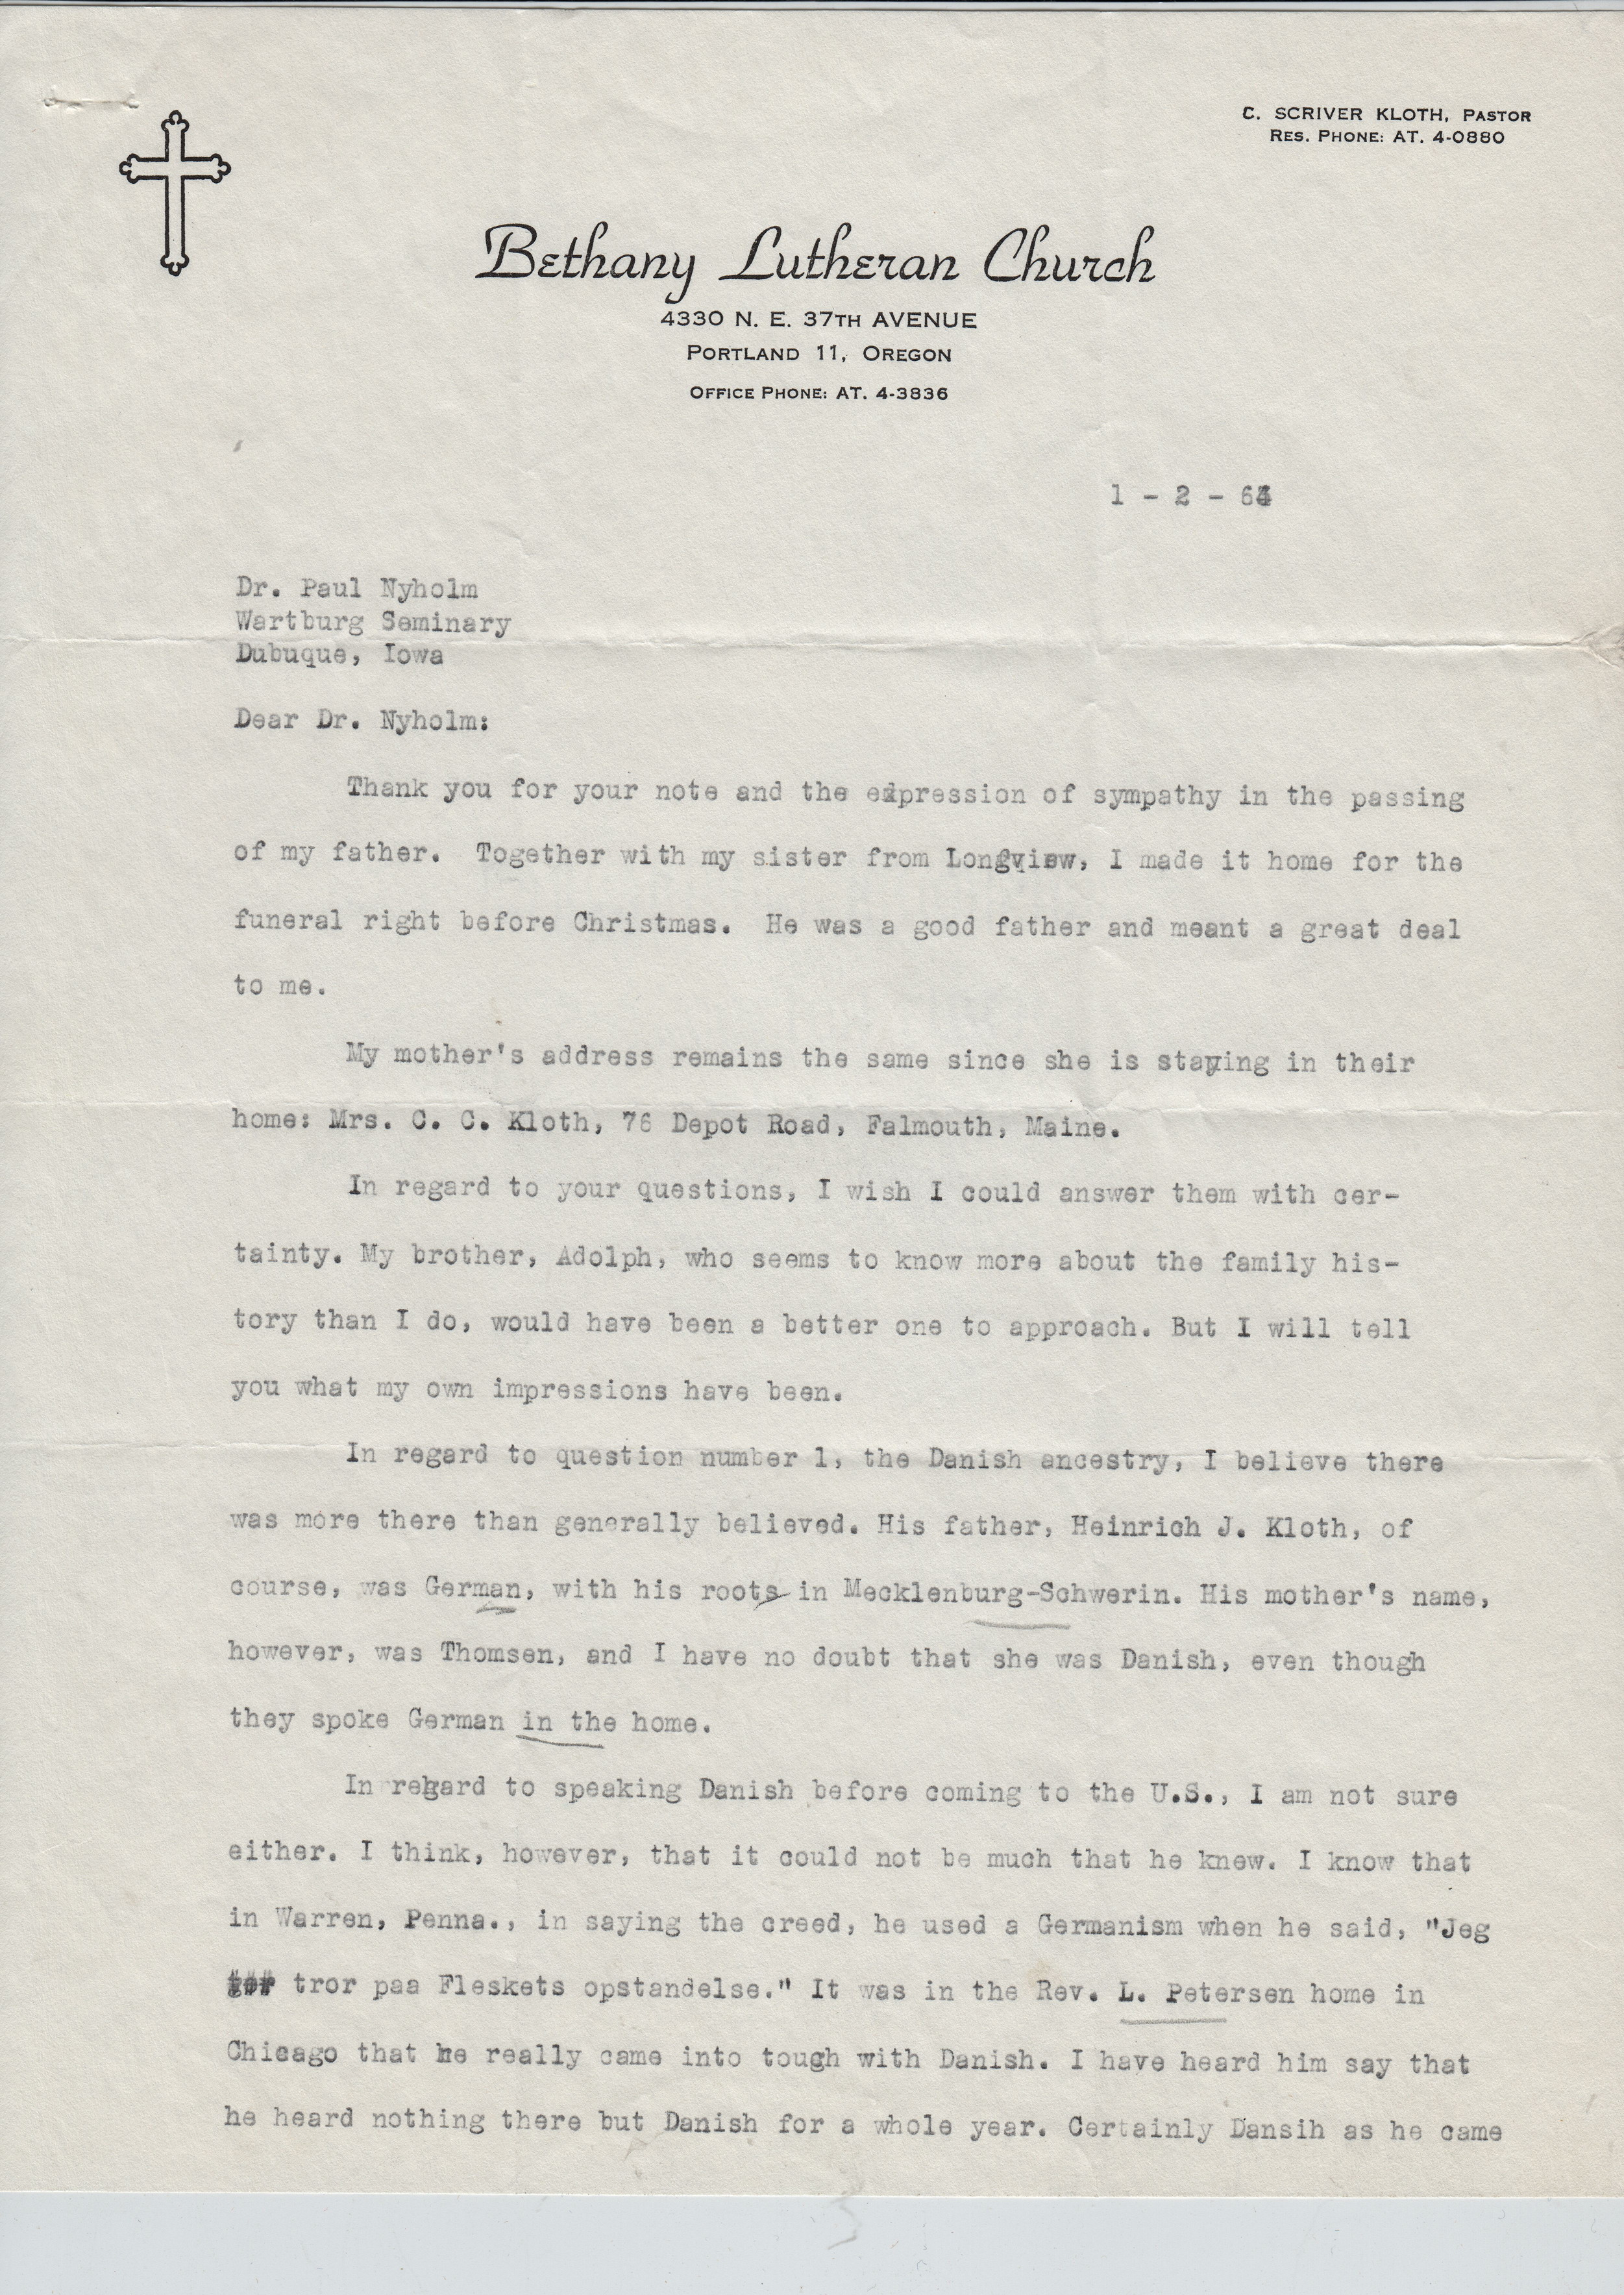 C. SCRIVER KLOTH, PASTOR
RES. PHONE: AT. 4-0880
Bethany Lutheran Church
4330 N. E. 37TH AVENUE
PORTLAND 11, OREGON
OFFICE PHONE: AT. 4-3836
1 - 2 - 64
Dr. Paul Nyholm
Wartburg Seminary
Dubuque, Iowa
Dear Dr. Nyholm:
Thank you for your note and the expression of sympathy in the passing
of my father. Together with my sister from Longview, I made it home for the
funeral right before Christmas. He was a good father and meant a great deal
to me.
My mother's address remains the same since she is staying in their
home: Mrs. C. C. Kloth, 76 Depot Road, Falmouth, Maine.
In regard to your questions, I wish I could answer them with cer-
tainty. My brother, Adolph, who seems to know more about the family his-
tory than I do, would have been a better one to approach. But I will tell
you what my own impressions have been.
In regard to question number 1, the Danish ancestry, I believe there
was more there than generally believed. His father, Heinrich J. Kloth, of
course, was German, with his roots in Mecklenburg-Schwerin. His mother's name,
however, was Thomsen, and I have no doubt that she was Danish, even though
they spoke German in the home.
In regard to speaking Danish before coming to the U.S., I am not sure
either. I think, however, that it could not be much that he knew. I know that
in Warren, Penna., in saying the creed, he used a Germanism when he said, "Jeg
tror paa Fleskets opstandelse." It was in the Rev. L. Petersen home in
Chicago that he really came into tough with Danish. I have heard him say that
he heard nothing there but Danish for a whole year. Certainly Dansih as he came